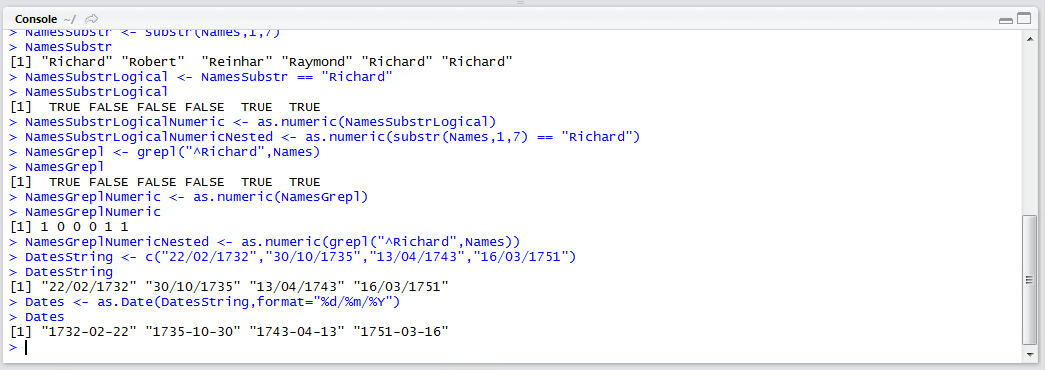 Console ~/
> NamesSubstr <- substr(Names,1,7)
> NamesSubstr
[1] "Richard" "Robert"  "Reinhar" "Raymond" "Richard" "Richard"
> NamesSubstrLogical <- NamesSubstr == "Richard"
> NamesSubstrLogical
[1]  TRUE FALSE FALSE FALSE  TRUE  TRUE
> NamesSubstrLogicalNumeric <- as.numeric(NamesSubstrLogical)
> NamesSubstrLogicalNumericNested <- as.numeric(substr(Names,1,7) == "Richard")
> NamesGrepl <- grepl("^Richard",Names)
> NamesGrepl
[1]  TRUE FALSE FALSE FALSE  TRUE  TRUE
> NamesGreplNumeric <- as.numeric(NamesGrepl)
> NamesGreplNumeric
[1] 1 0 0 0 1 1
> NamesGreplNumericNested <- as.numeric(grepl("^Richard",Names))
> DatesString <- c("22/02/1732","30/10/1735","13/04/1743","16/03/1751")
> DatesString
[1] "22/02/1732" "30/10/1735" "13/04/1743" "16/03/1751"
> Dates <- as.Date(DatesString,format="%d/%m/%Y")
> Dates
[1] "1732-02-22" "1735-10-30" "1743-04-13" "1751-03-16"
>